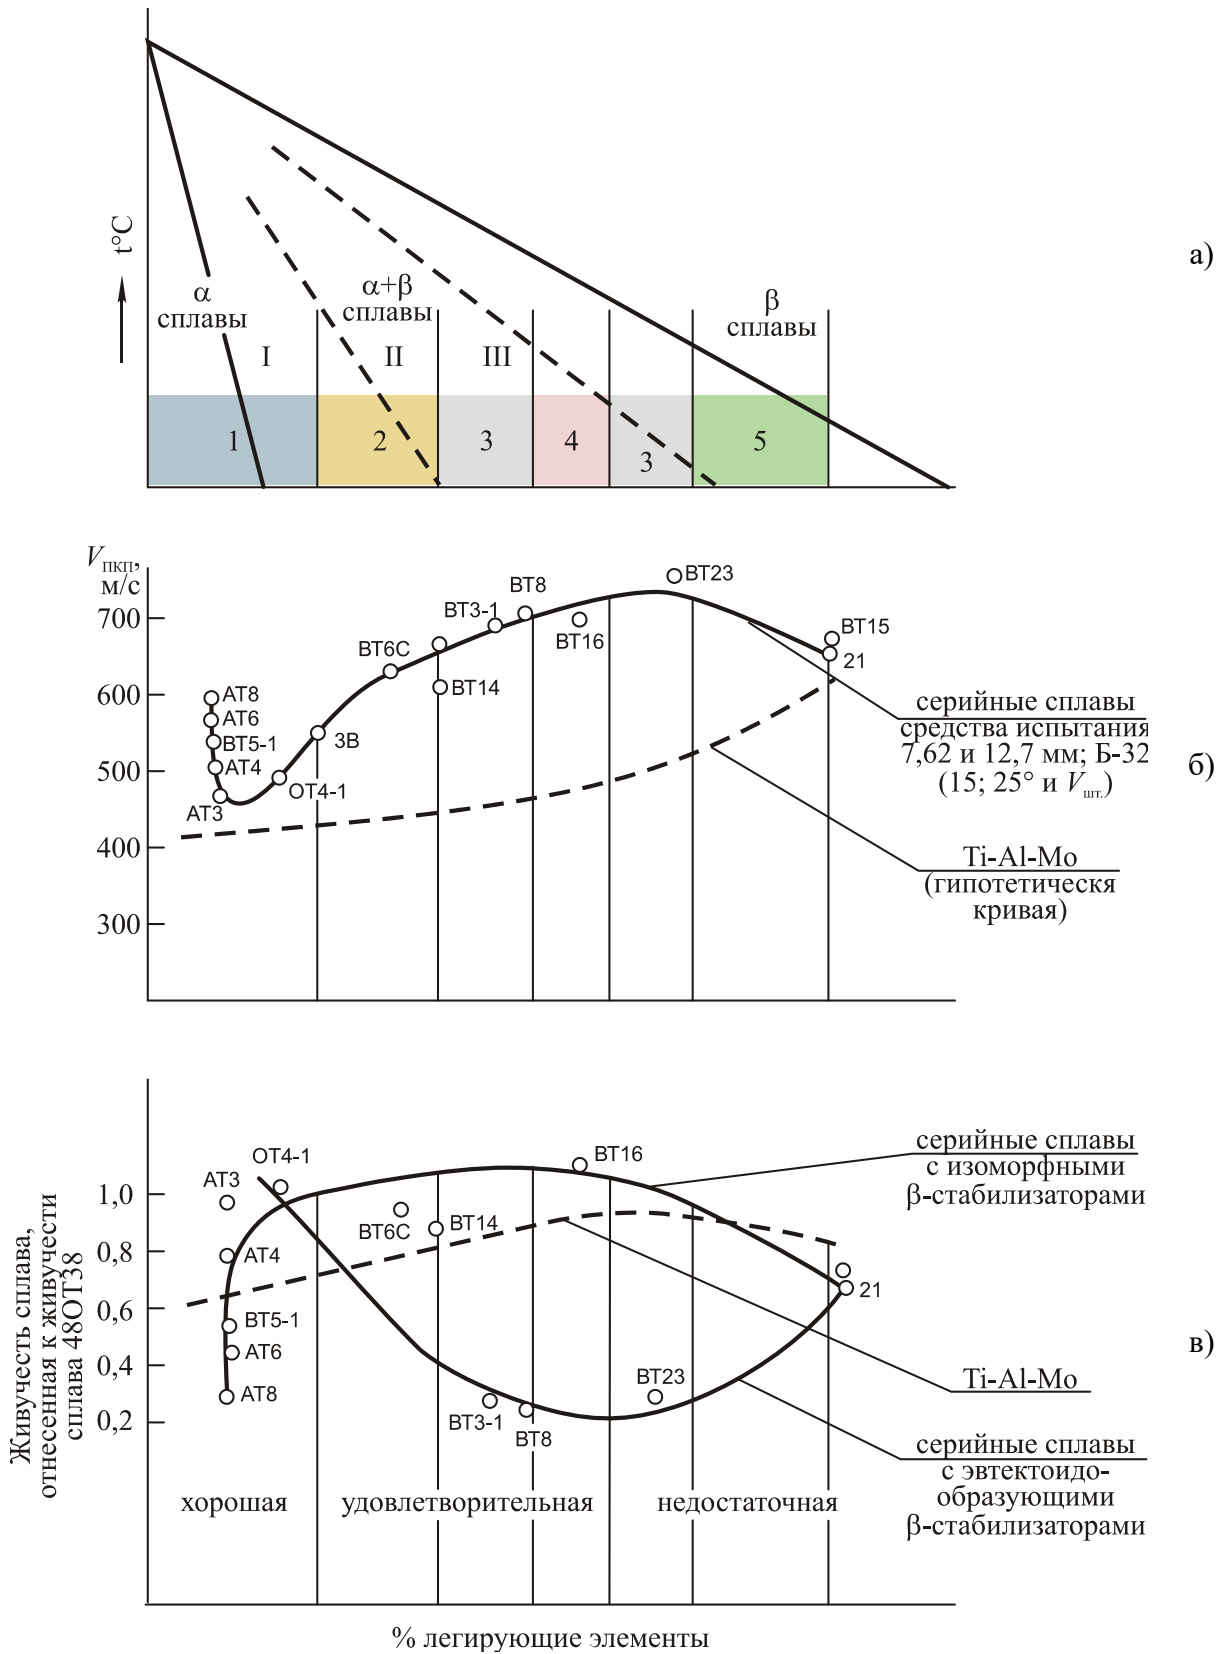 t°C
а)
α
сплавы
α+β
сплавы
β
сплавы
I
II
III
1
2
3
4
3
5
Vпкп,
м/с
700
600
500
400
300
АТ8
АТ6
ВТ5-1
АТ4
АТ3
ОТ4-1
3В
ВТ6С
ВТ14
ВТ3-1
ВТ8
ВТ16
ВТ23
ВТ15
21
серийные сплавы
средства испытания
7,62 и 12,7 мм; Б-32
(15; 25° и Vшт.)
б)
Ti-Al-Mo
(гипотетическя
кривая)
Живучесть сплава,
отнесенная к живучести
сплава 48ОТ38
1,0
0,8
0,6
0,4
0,2
ОТ4-1
АТ3
АТ4
ВТ5-1
АТ6
АТ8
ВТ6С
ВТ14
ВТ16
ВТ3-1
ВТ8
ВТ23
21
серийные сплавы
с изоморфными
β-стабилизаторами
в)
Ti-Al-Mo
серийные сплавы
с эвтектоидо-
образующими
β-стабилизаторами
хорошая
удовлетворительная
недостаточная
% легирующие элементы